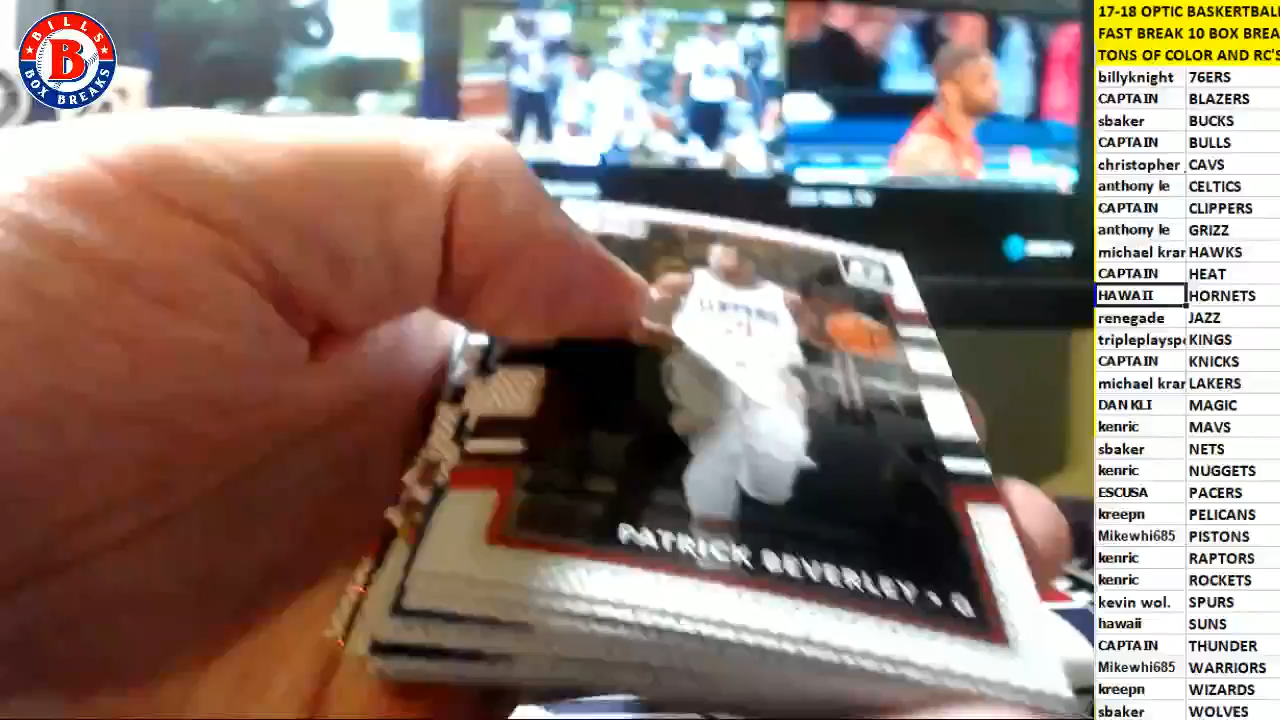 BILLS
B
BOX BREAKS
17-18 OPTIC BASKERTBALL
FAST BREAK 10 BOX BREA
TONS OF COLOR AND RC'S
billyknight 76ERS
CAPTAIN BLAZERS
sbaker BUCKS
CAPTAIN BULLS
christopher CAVS
anthony le CELTICS
CAPTAIN CLIPPERS
anthony le GRIZZ
michael krar HAWKS
CAPTAIN HEAT
HAWAII HORNETS
renegade JAZZ
tripleplayspo KINGS
CAPTAIN KNICKS
michael krar LAKERS
DAN KLI MAGIC
kenric MAVS
sbaker NETS
kenric NUGGETS
ESCUSA PACERS
kreepn PELICANS
Mikewhi685 PISTONS
kenric RAPTORS
kenric ROCKETS
kevin wol. SPURS
hawaii SUNS
CAPTAIN THUNDER
Mikewhi685 WARRIORS
kreepn WIZARDS
sbaker WOLVES
CLIPPERS
PATRICK BEVERLEY • G